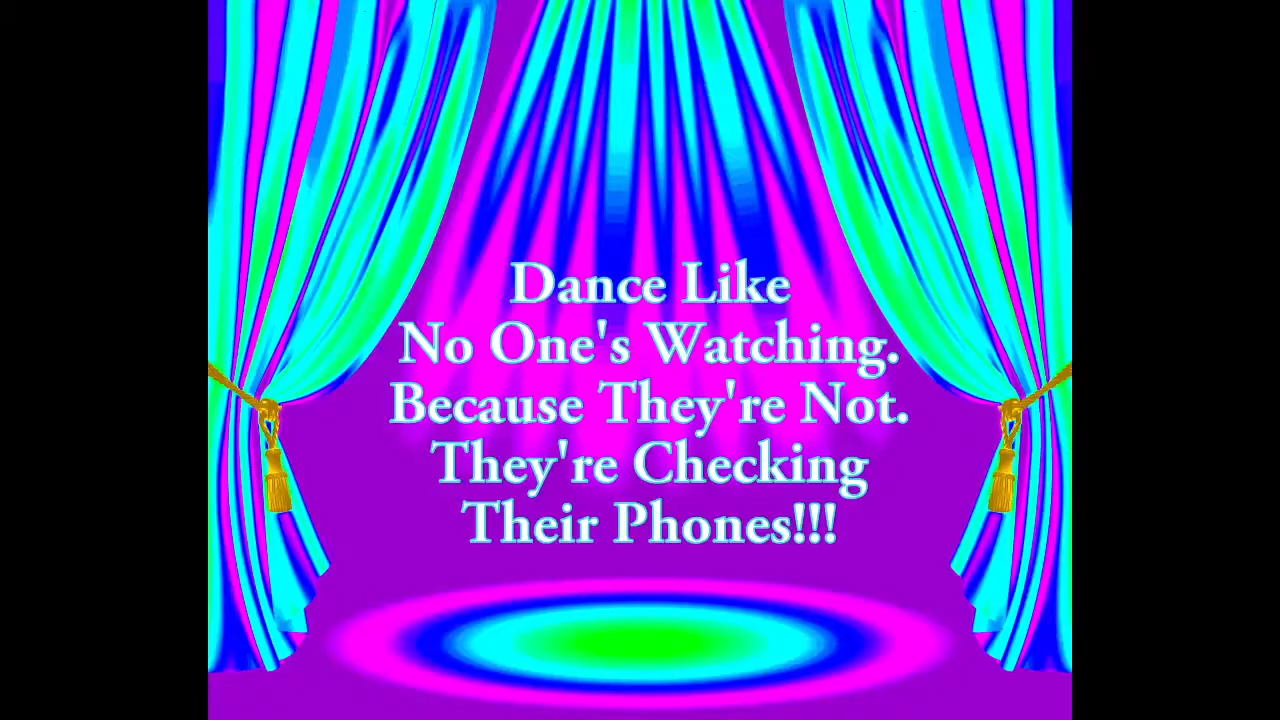 Dance Like
No One's Watching.
Because They're Not.
They're Checking
Their Phones!!!